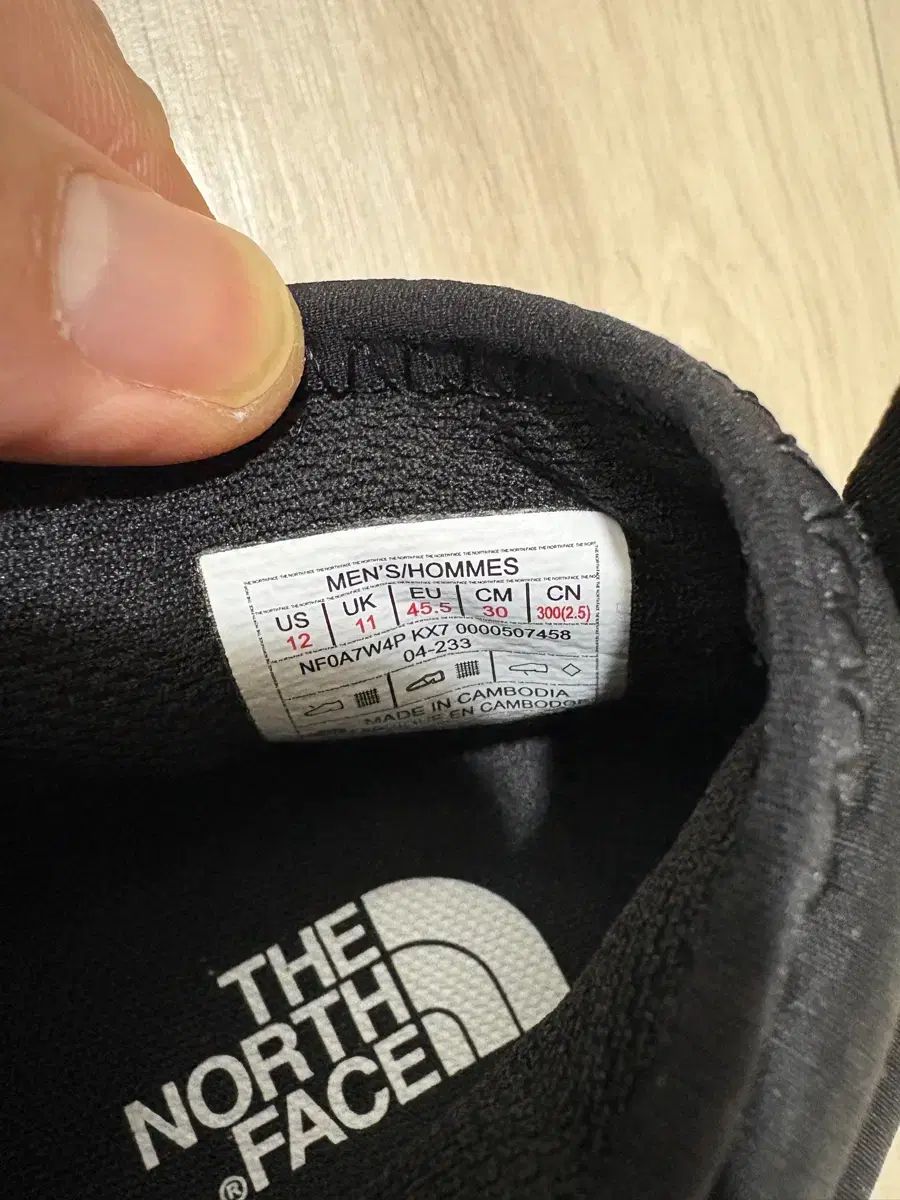 MEN'S/HOMMES
US UK EU CM CN
12 11 45.5 30 300(2.5)
NF0A7W4P KX7 0000507458
04-233
MADE IN CAMBODIA
EN CAMBODGE
THE
NORTH
FACE
®